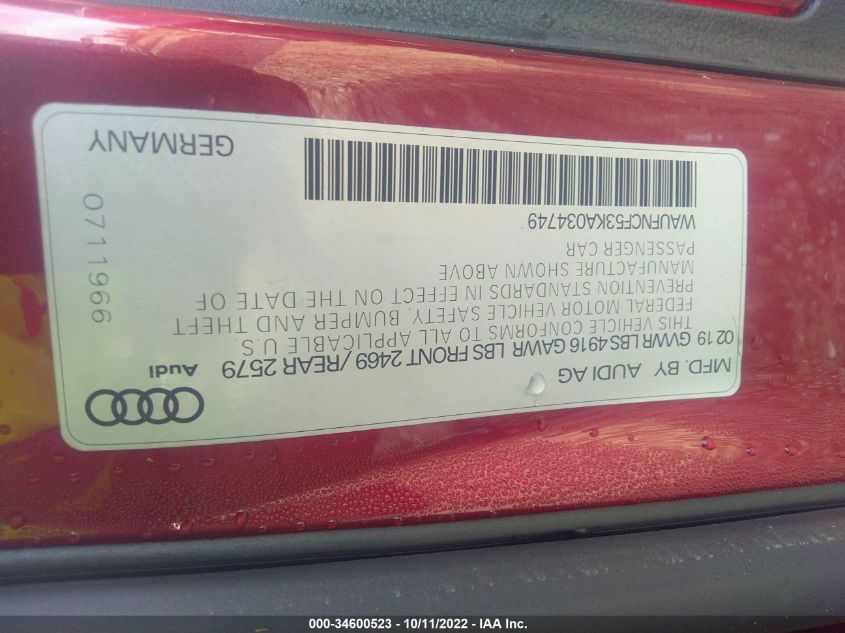 MFD. BY AUDI AG
Audi
0219 GVWR LBS 4916 GAWR LBS FRONT 2469 / REAR 2579
THIS VEHICLE CONFORMS TO ALL APPLICABLE U.S.
FEDERAL MOTOR VEHICLE SAFETY, BUMPER AND THEFT
PREVENTION STANDARDS IN EFFECT ON THE DATE OF
MANUFACTURE SHOWN ABOVE
PASSENGER CAR
WAUFNCF53KA034749
0711966
GERMANY
000-34600523 - 10/11/2022 - IAA Inc.